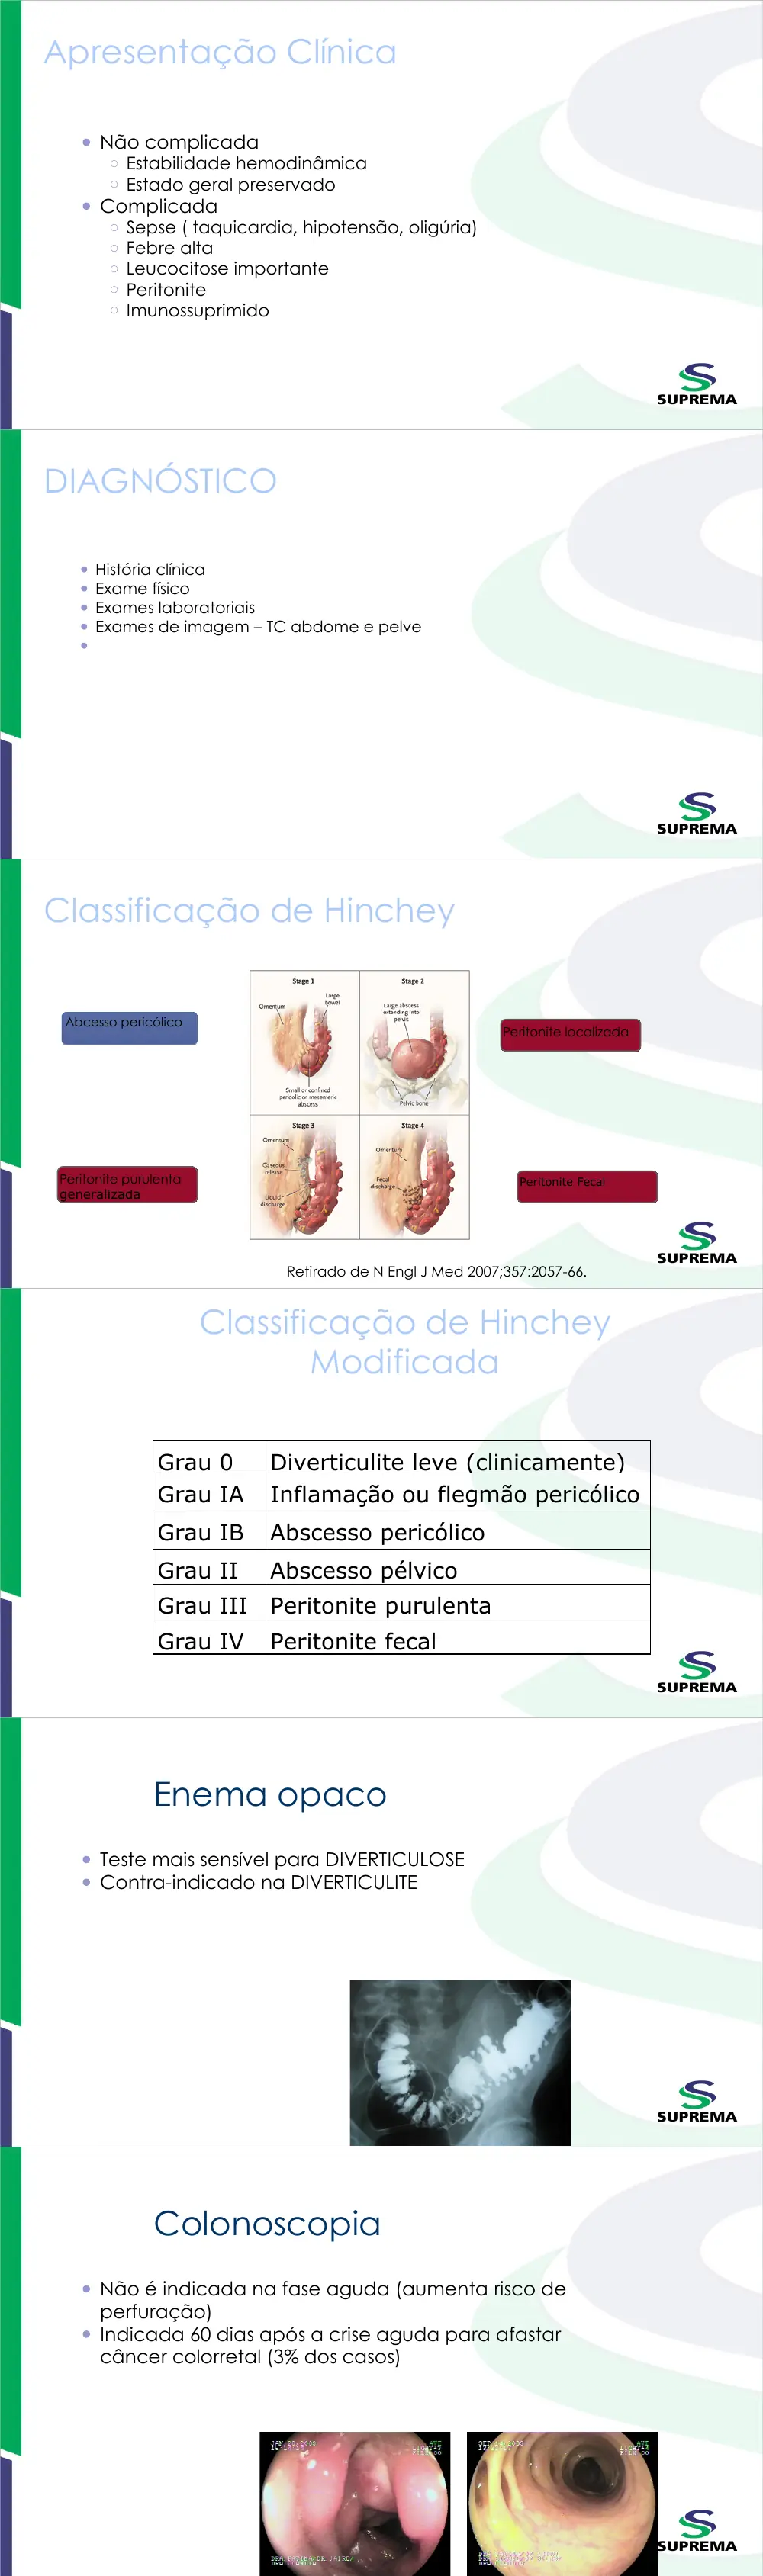 Apresentação Clínica
Não complicada
Estabilidade hemodinâmica
Estado geral preservado
Complicada
Sepse ( taquicardia, hipotensão, oligúria)
Febre alta
Leucocitose importante
Peritonite
Imunossuprimido
SUPREMA
DIAGNÓSTICO
História clínica
Exame físico
Exames laboratoriais
Exames de imagem – TC abdome e pelve
SUPREMA
Classificação de Hinchey
Abcesso pericólico
Stage 1
Omentum
Large
bowel
Small or confined
pericolic or mesenteric
abscess
Stage 2
Large abscess
extending into
pelvis
Pelvic bone
Peritonite localizada
Peritonite purulenta
generalizada
Stage 3
Omentum
Gaseous
release
Liquid
discharge
Stage 4
Omentum
Fecal
discharge
Peritonite Fecal
SUPREMA
Retirado de N Engl J Med 2007;357:2057-66.
Classificação de Hinchey
Modificada
Grau 0 Diverticulite leve (clinicamente)
Grau IA Inflamação ou flegmão pericólico
Grau IB Abscesso pericólico
Grau II Abscesso pélvico
Grau III Peritonite purulenta
Grau IV Peritonite fecal
SUPREMA
Enema opaco
Teste mais sensível para DIVERTICULOSE
Contra-indicado na DIVERTICULITE
SUPREMA
Colonoscopia
Não é indicada na fase aguda (aumenta risco de
perfuração)
Indicada 60 dias após a crise aguda para afastar
câncer colorretal (3% dos casos)
SUPREMA